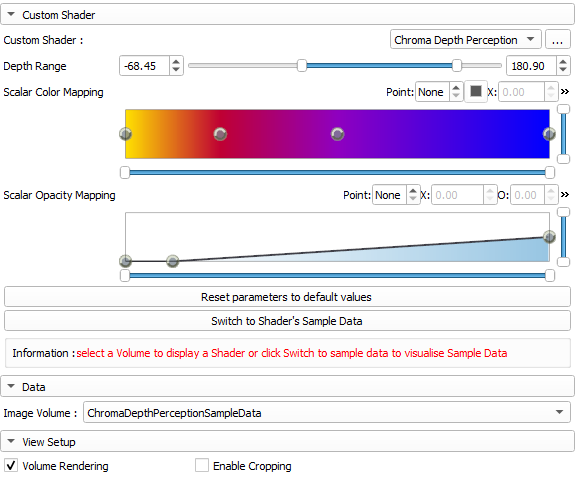 Custom Shader
Custom Shader : Chroma Depth Perception ...
Depth Range -68.45 180.90
Scalar Color Mapping Point: None X: 0.00 »
Scalar Opacity Mapping Point: None X: 0.00 O: 0.00 »
Reset parameters to default values
Switch to Shader's Sample Data
Information :select a Volume to display a Shader or click Switch to sample data to visualise Sample Data
Data
Image Volume : ChromaDepthPerceptionSampleData
View Setup
Volume Rendering Enable Cropping